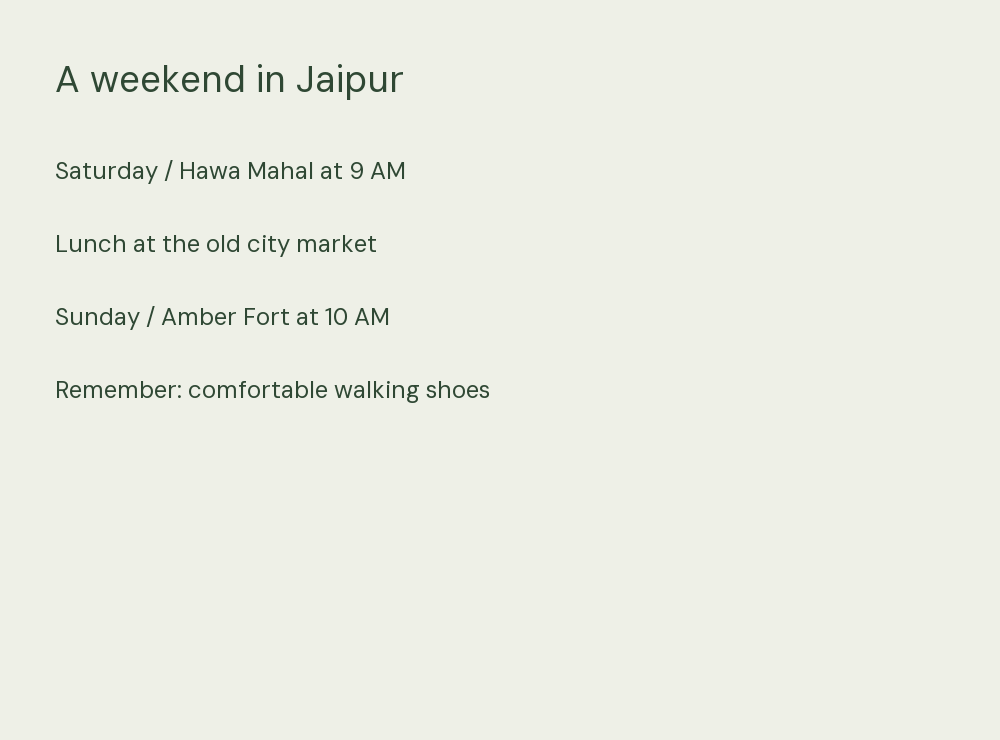 A weekend in Jaipur
Saturday / Hawa Mahal at 9 AM
Lunch at the old city market
Sunday / Amber Fort at 10 AM
Remember: comfortable walking shoes